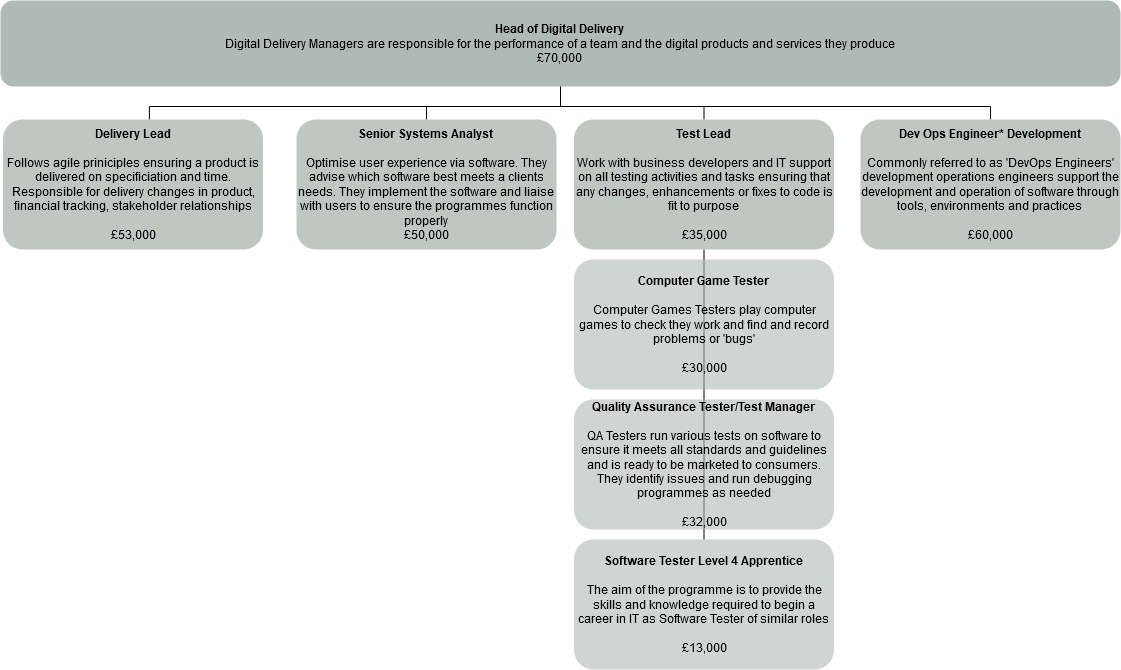 Head of Digital Delivery
Digital Delivery Managers are responsible for the performance of a team and the digital products and services they produce
£70,000
Delivery Lead
Follows agile priniciples ensuring a product is
delivered on specificiation and time.
Responsible for delivery changes in product,
financial tracking, stakeholder relationships
£53,000
Senior Systems Analyst
Optimise user experience via software. They
advise which software best meets a clients
needs. They implement the software and liaise
with users to ensure the programmes function
properly
£50,000
Test Lead
Work with business developers and IT support
on all testing activities and tasks ensuring that
any changes, enhancements or fixes to code is
fit to purpose
£35,000
Dev Ops Engineer* Development
Commonly referred to as 'DevOps Engineers'
development operations engineers support the
development and operation of software through
tools, environments and practices
£60,000
Computer Game Tester
Computer Games Testers play computer
games to check they work and find and record
problems or 'bugs'
£30,000
Quality Assurance Tester/Test Manager
QA Testers run various tests on software to
ensure it meets all standards and guidelines
and is ready to be marketed to consumers.
They identify issues and run debugging
programmes as needed
£32,000
Software Tester Level 4 Apprentice
The aim of the programme is to provide the
skills and knowledge required to begin a
career in IT as Software Tester of similar roles
£13,000